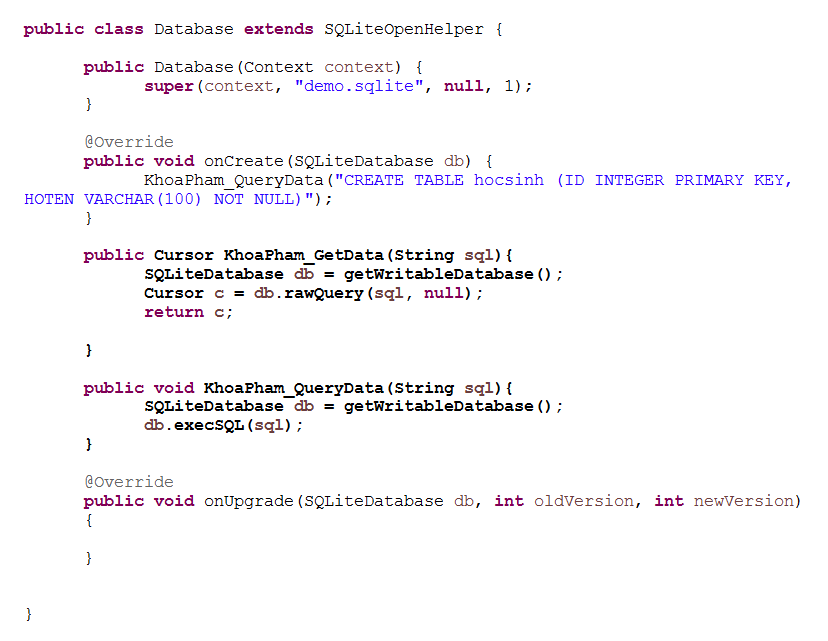 public class Database extends SQLiteOpenHelper {
public Database(Context context) {
super(context, "demo.sqlite", null, 1);
}
@Override
public void onCreate(SQLiteDatabase db) {
KhoaPham_QueryData("CREATE TABLE hocsinh (ID INTEGER PRIMARY KEY,
HOTEN VARCHAR(100) NOT NULL)");
}
public Cursor KhoaPham_GetData(String sql){
SQLiteDatabase db = getWritableDatabase();
Cursor c = db.rawQuery(sql, null);
return c;
}
public void KhoaPham_QueryData(String sql){
SQLiteDatabase db = getWritableDatabase();
db.execSQL(sql);
}
@Override
public void onUpgrade(SQLiteDatabase db, int oldVersion, int newVersion)
{
}
}